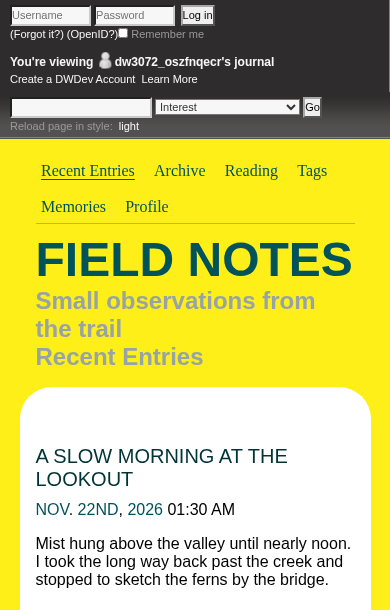 Username Password Log in
(Forgot it?) (OpenID?) Remember me
You're viewing dw3072_oszfnqecr's journal
Create a DWDev Account Learn More
Interest Go
Reload page in style: light
Recent Entries Archive Reading Tags
Memories Profile
FIELD NOTES
Small observations from
the trail
Recent Entries
A SLOW MORNING AT THE
LOOKOUT
NOV. 22ND, 2026 01:30 AM
Mist hung above the valley until nearly noon.
I took the long way back past the creek and
stopped to sketch the ferns by the bridge.